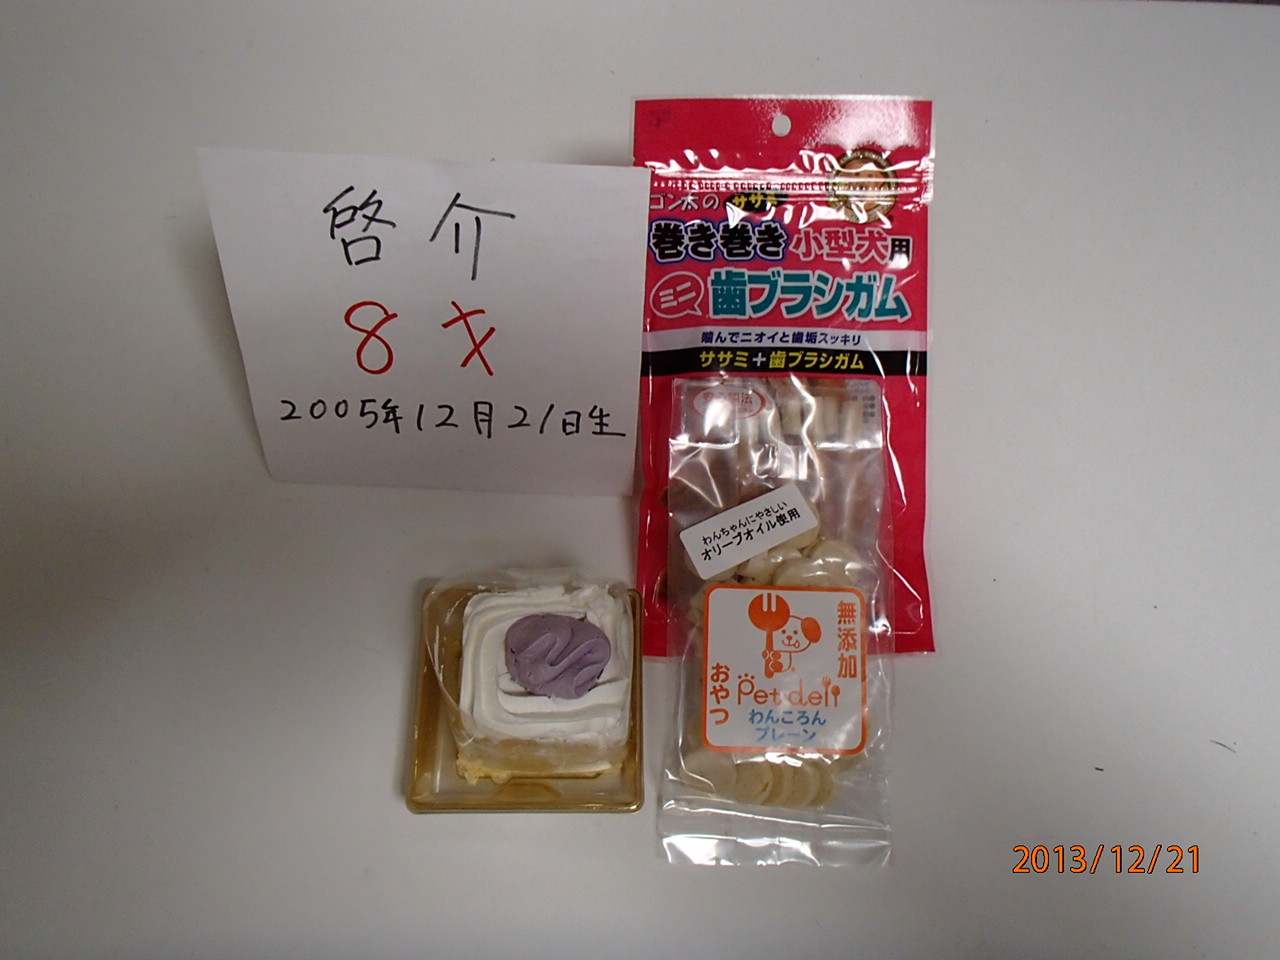 啓介
8才
2005年12月21日生
ゴン太の ササミ
巻き巻き 小型犬用
ミニ 歯ブラシガム
噛んでニオイと歯垢スッキリ
ササミ+歯ブラシガム
わんちゃんにやさしい
オリーブオイル使用
無添加
おやつ
Pet deli
わんころん
プレーン
2013/12/21